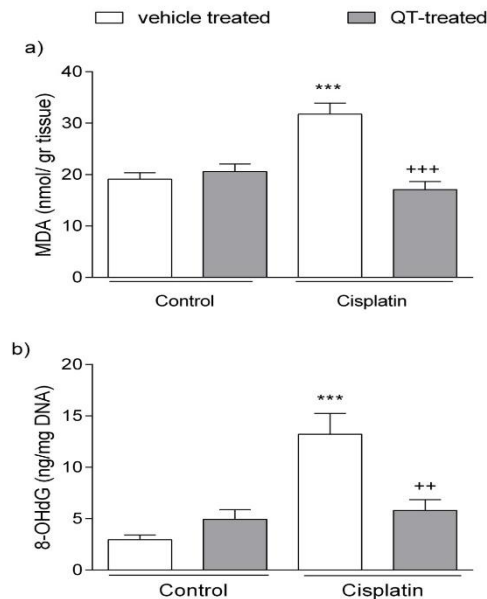 vehicle treated QT-treated
a)
MDA (nmol/ gr tissue)
40
30
20
10
0
***
+++
Control Cisplatin
b)
8-OHdG (ng/mg DNA)
20
15
10
5
0
***
++
Control Cisplatin